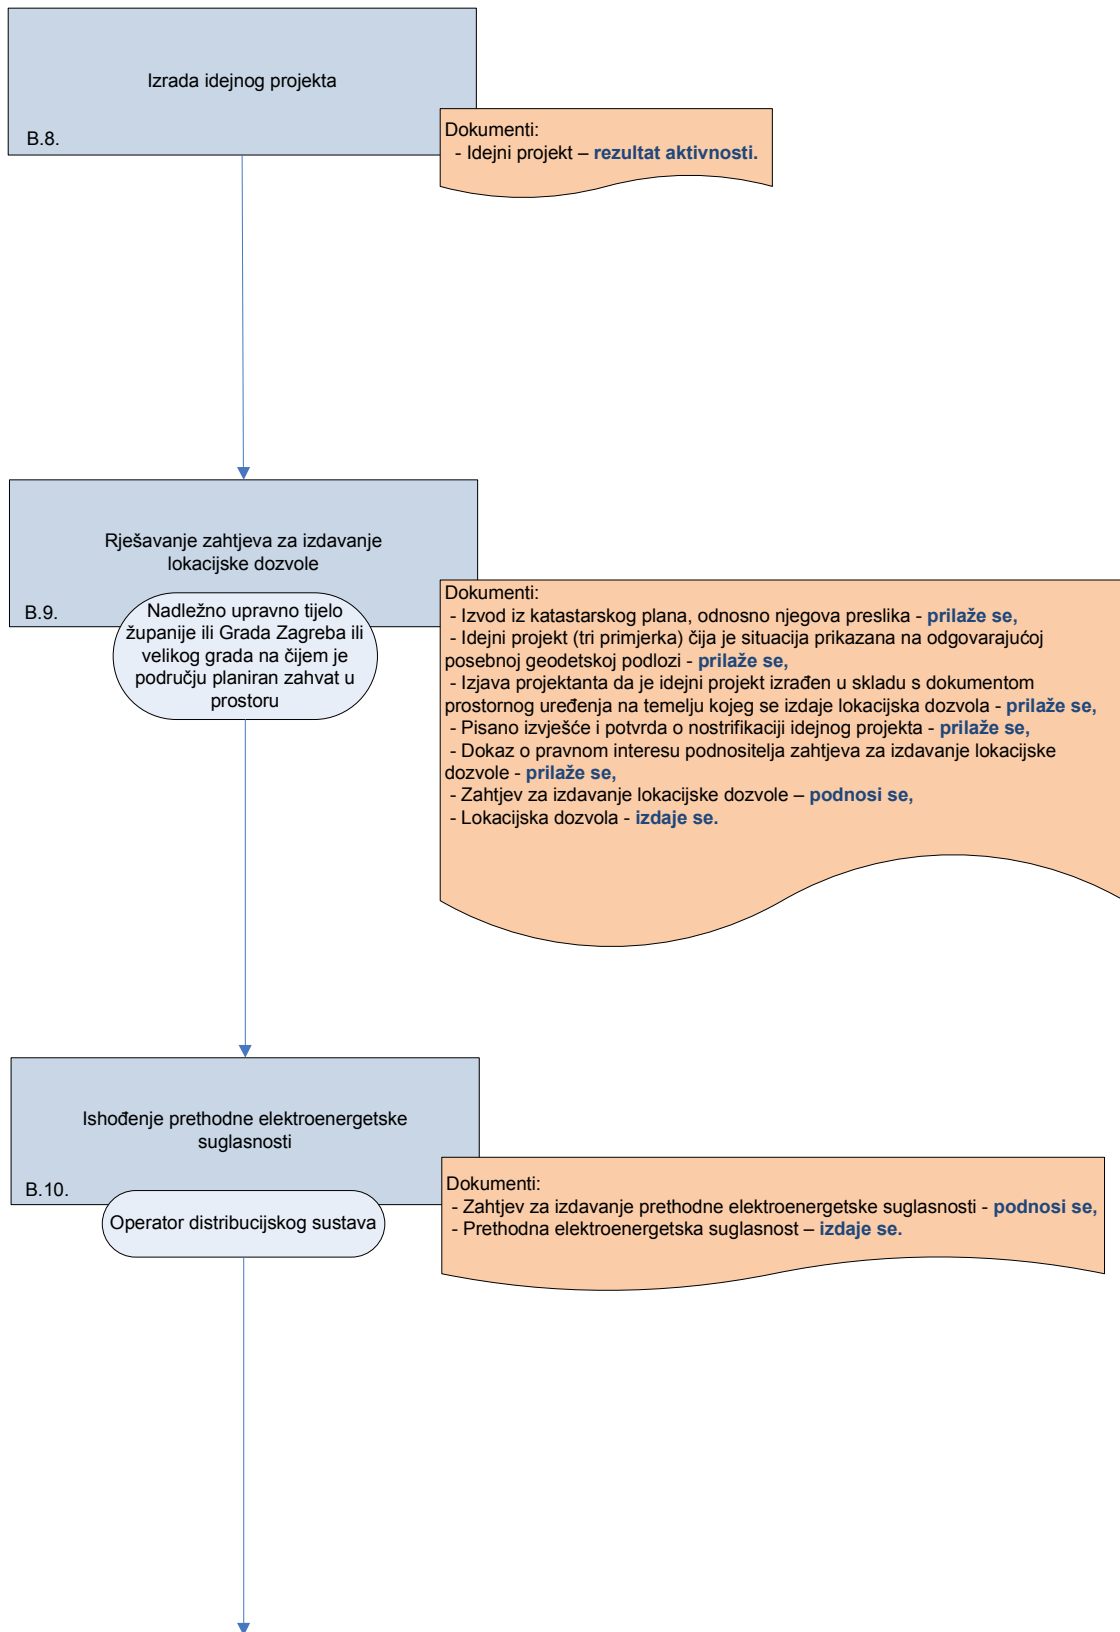 Izrada idejnog projekta
B.8.
Dokumenti:
- Idejni projekt – rezultat aktivnosti.
Rješavanje zahtjeva za izdavanje
lokacijske dozvole
B.9.
Nadležno upravno tijelo
županije ili Grada Zagreba ili
velikog grada na čijem je
području planiran zahvat u
prostoru
Dokumenti:
- Izvod iz katastarskog plana, odnosno njegova preslika - prilaže se,
- Idejni projekt (tri primjerka) čija je situacija prikazana na odgovarajućoj
posebnoj geodetskoj podlozi - prilaže se,
- Izjava projektanta da je idejni projekt izrađen u skladu s dokumentom
prostornog uređenja na temelju kojeg se izdaje lokacijska dozvola - prilaže se,
- Pisano izvješće i potvrda o nostrifikaciji idejnog projekta - prilaže se,
- Dokaz o pravnom interesu podnositelja zahtjeva za izdavanje lokacijske
dozvole - prilaže se,
- Zahtjev za izdavanje lokacijske dozvole – podnosi se,
- Lokacijska dozvola - izdaje se.
Ishođenje prethodne elektroenergetske
suglasnosti
B.10.
Operator distribucijskog sustava
Dokumenti:
- Zahtjev za izdavanje prethodne elektroenergetske suglasnosti - podnosi se,
- Prethodna elektroenergetska suglasnost – izdaje se.